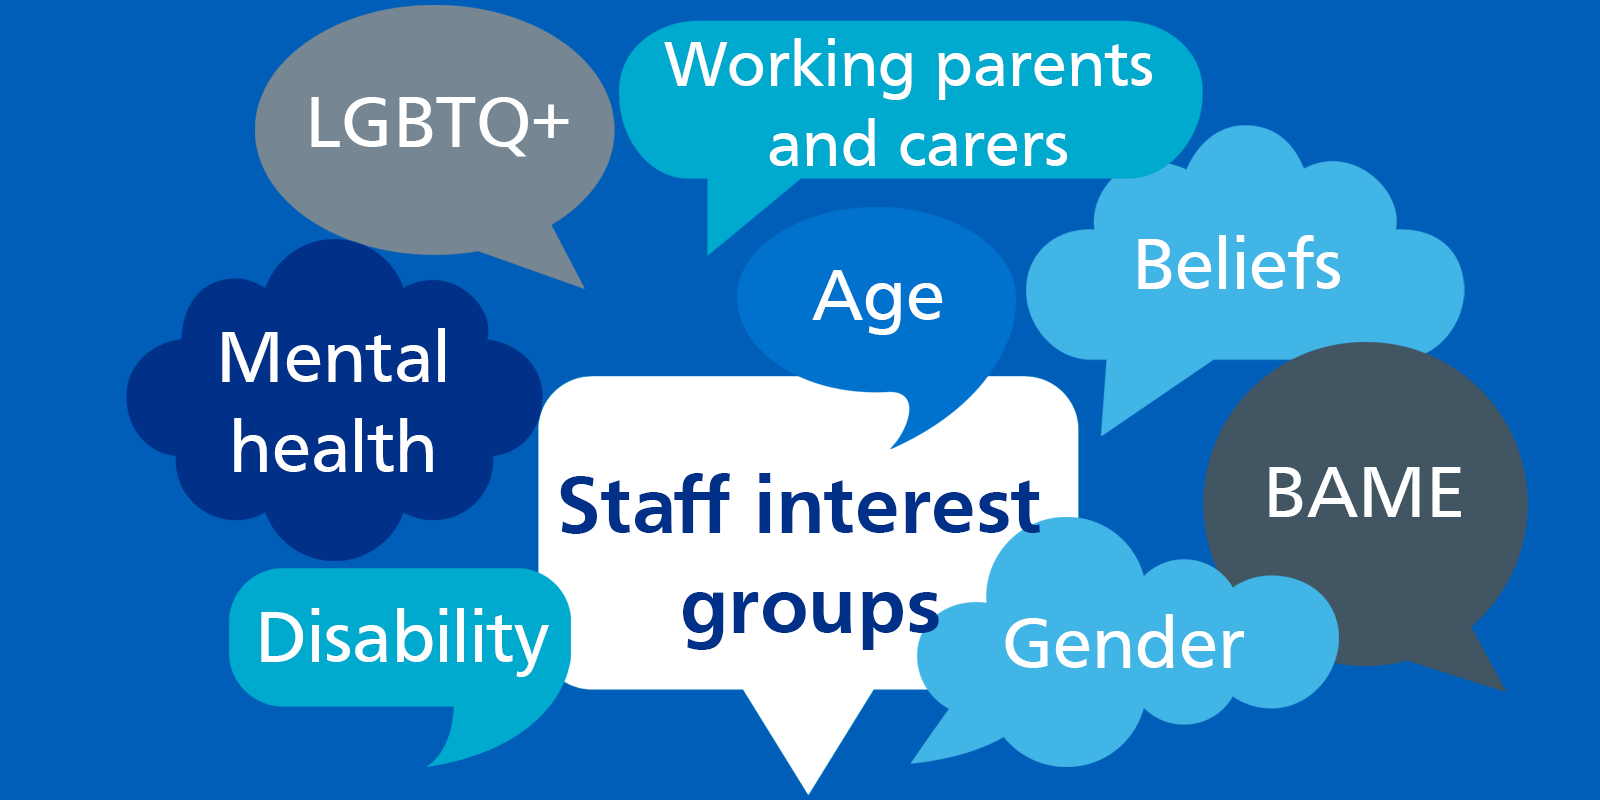 LGBTQ+
Working parents
and carers
Beliefs
Age
Mental
health
BAME
Staff interest
groups
Disability
Gender